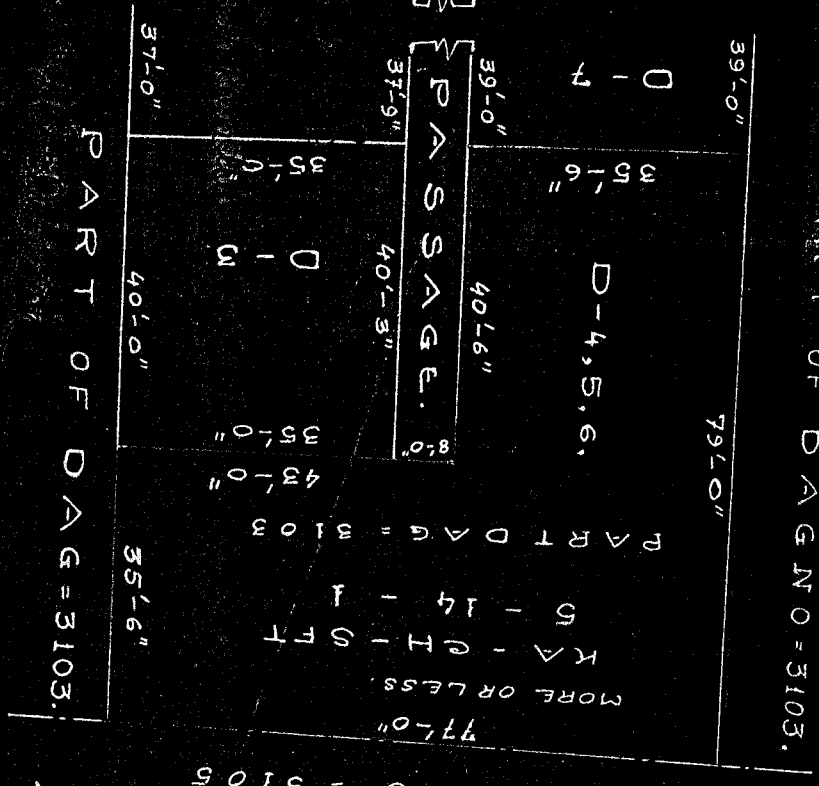 3105
77'-0"
MORE OR LESS.
KA - CH - SFT
5 - 14 - 1
PART DAG = 3103
43'-0"
35'-0"
8'-0"
79'-0"
35'-6"
D-4,5,6.
40'-6"
40'-3"
40'-0"
D - 3
35'-0"
35'-6"
PASSAGE.
D - 7
39'-0"
39'-0"
37'-9"
37'-0"
PART OF DAG = 3103.
OF DAG NO = 3103.